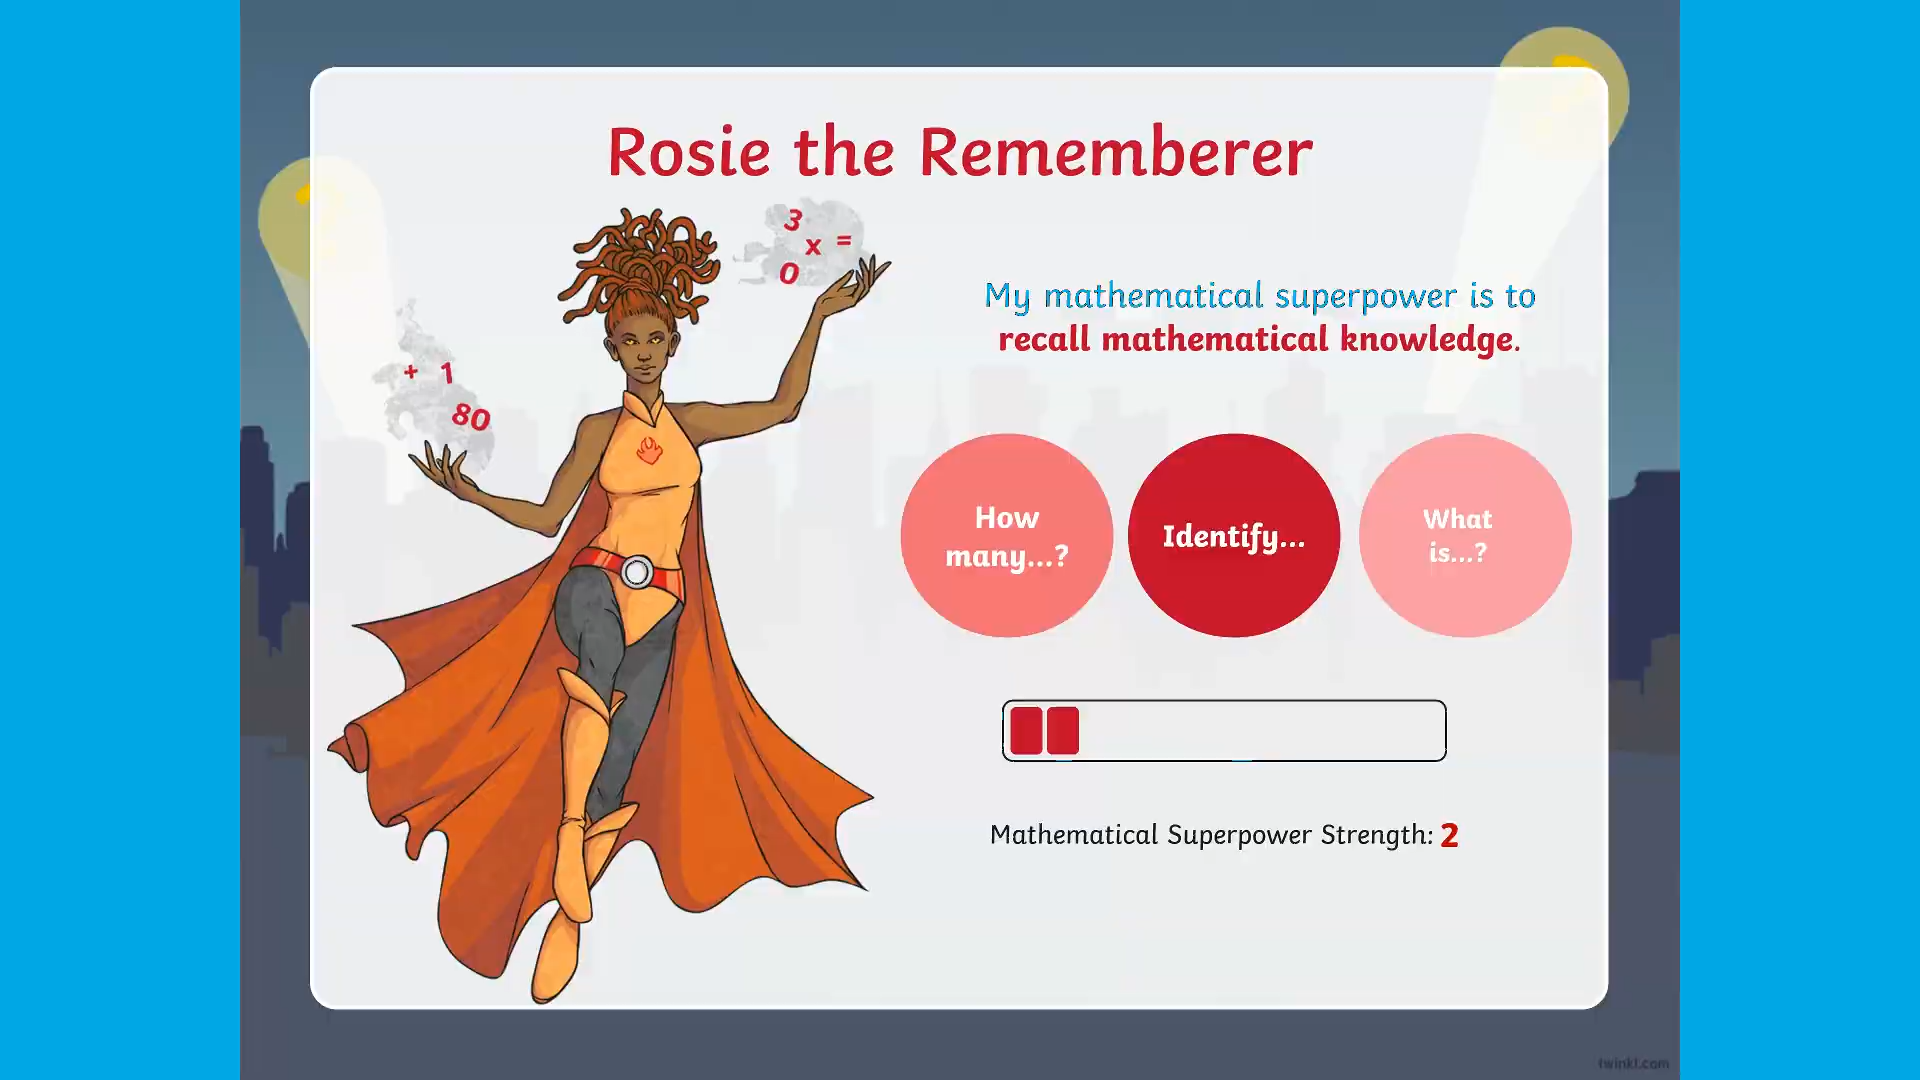 Rosie the Rememberer
3
x =
0
+ 1
80
My mathematical superpower is to
recall mathematical knowledge.
How
many...?
Identify...
What
is...?
Mathematical Superpower Strength: 2
twinkl.com